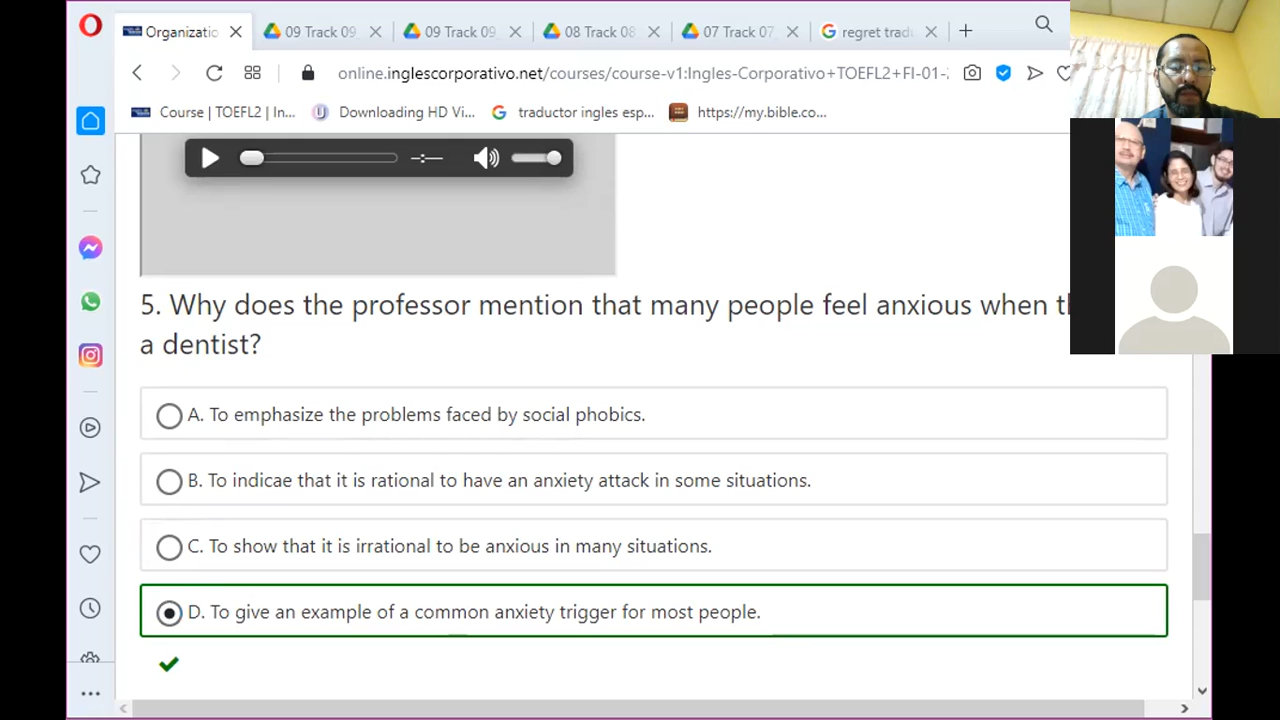 Organizatio
09 Track 09
09 Track 09
08 Track 08
07 Track 07
regret trad
online.inglescorporativo.net/courses/course-v1:Ingles-Corporativo+TOEFL2+FI-01-
Course | TOEFL2 | In...
Downloading HD Vi...
traductor ingles esp...
https://my.bible.co...
-:--
5. Why does the professor mention that many people feel anxious when
a dentist?
A. To emphasize the problems faced by social phobics.
B. To indicae that it is rational to have an anxiety attack in some situations.
C. To show that it is irrational to be anxious in many situations.
D. To give an example of a common anxiety trigger for most people.